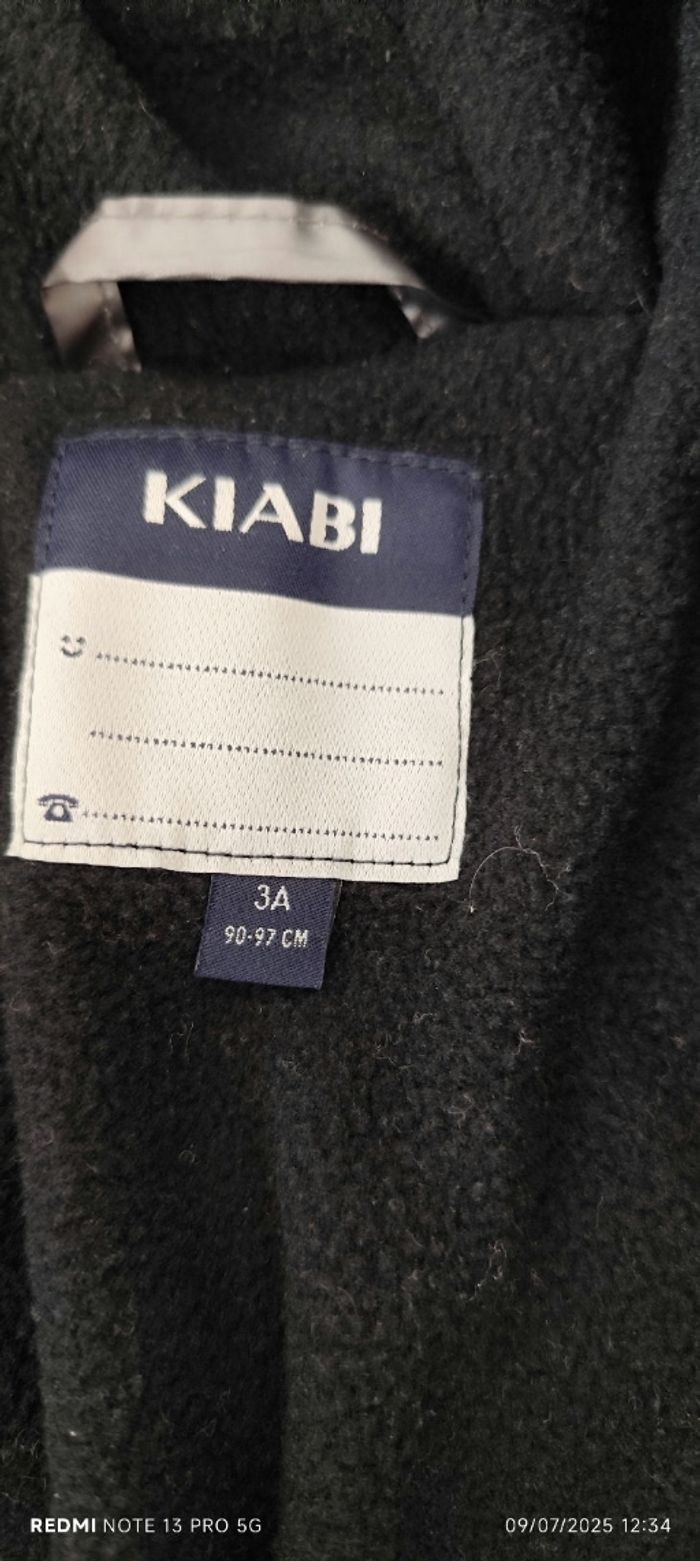 KIABI
3A
90-97 CM
REDMI NOTE 13 PRO 5G
09/07/2025 12:34